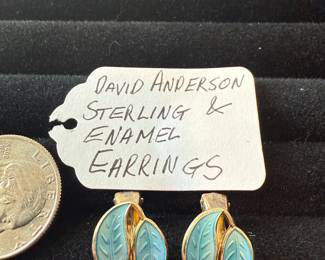 DAVID ANDERSON
STERLING &
ENAMEL
EARRINGS